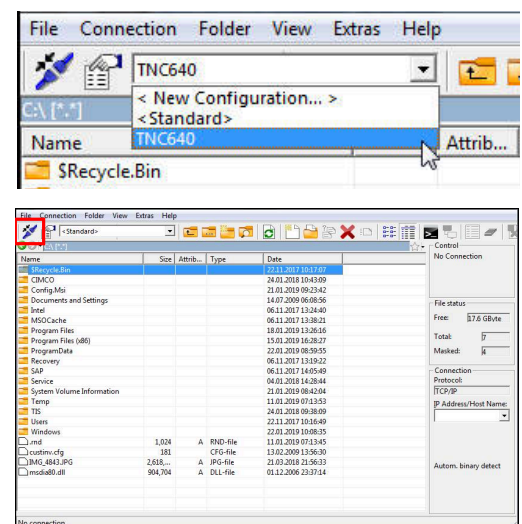 File Connection Folder View Extras Help
TNC640
< New Configuration... >
<Standard>
TNC640
C:\ [*.*]
Name Attrib...
$Recycle.Bin
File Connection Folder View Extras Help
<Standard>
Control
No Connection
Name Size Attrib... Type Date
$Recycle.Bin 22.11.2017 10:17:07
CIMCO 24.01.2018 10:43:09
Config.Msi 21.01.2019 09:23:42
Documents and Settings 14.07.2009 06:08:56
Intel 06.11.2017 13:24:40
MSOCache 06.11.2017 13:38:21
Program Files 18.01.2019 13:26:16
Program Files (x86) 15.01.2019 16:28:27
ProgramData 22.01.2019 08:59:55
Recovery 06.11.2017 13:19:22
SAP 06.11.2017 14:05:49
Service 04.01.2018 14:28:44
System Volume Information 21.01.2019 08:42:04
Temp 11.01.2019 07:13:53
TIS 24.01.2018 09:38:09
Users 22.11.2017 10:16:49
Windows 22.01.2019 10:08:35
.rnd 1,024 A RND-file 11.01.2019 07:13:45
custinv.cfg 181 CFG-file 13.02.2009 13:56:30
IMG_4843.JPG 2,618,... A JPG-file 21.03.2018 21:56:33
msdia80.dll 904,704 A DLL-file 01.12.2006 23:37:14
File status
Free: 17.6 GByte
Total: 7
Masked: 4
Connection
Protocol:
TCP/IP
IP Address/Host Name:
Autom. binary detect
No connection